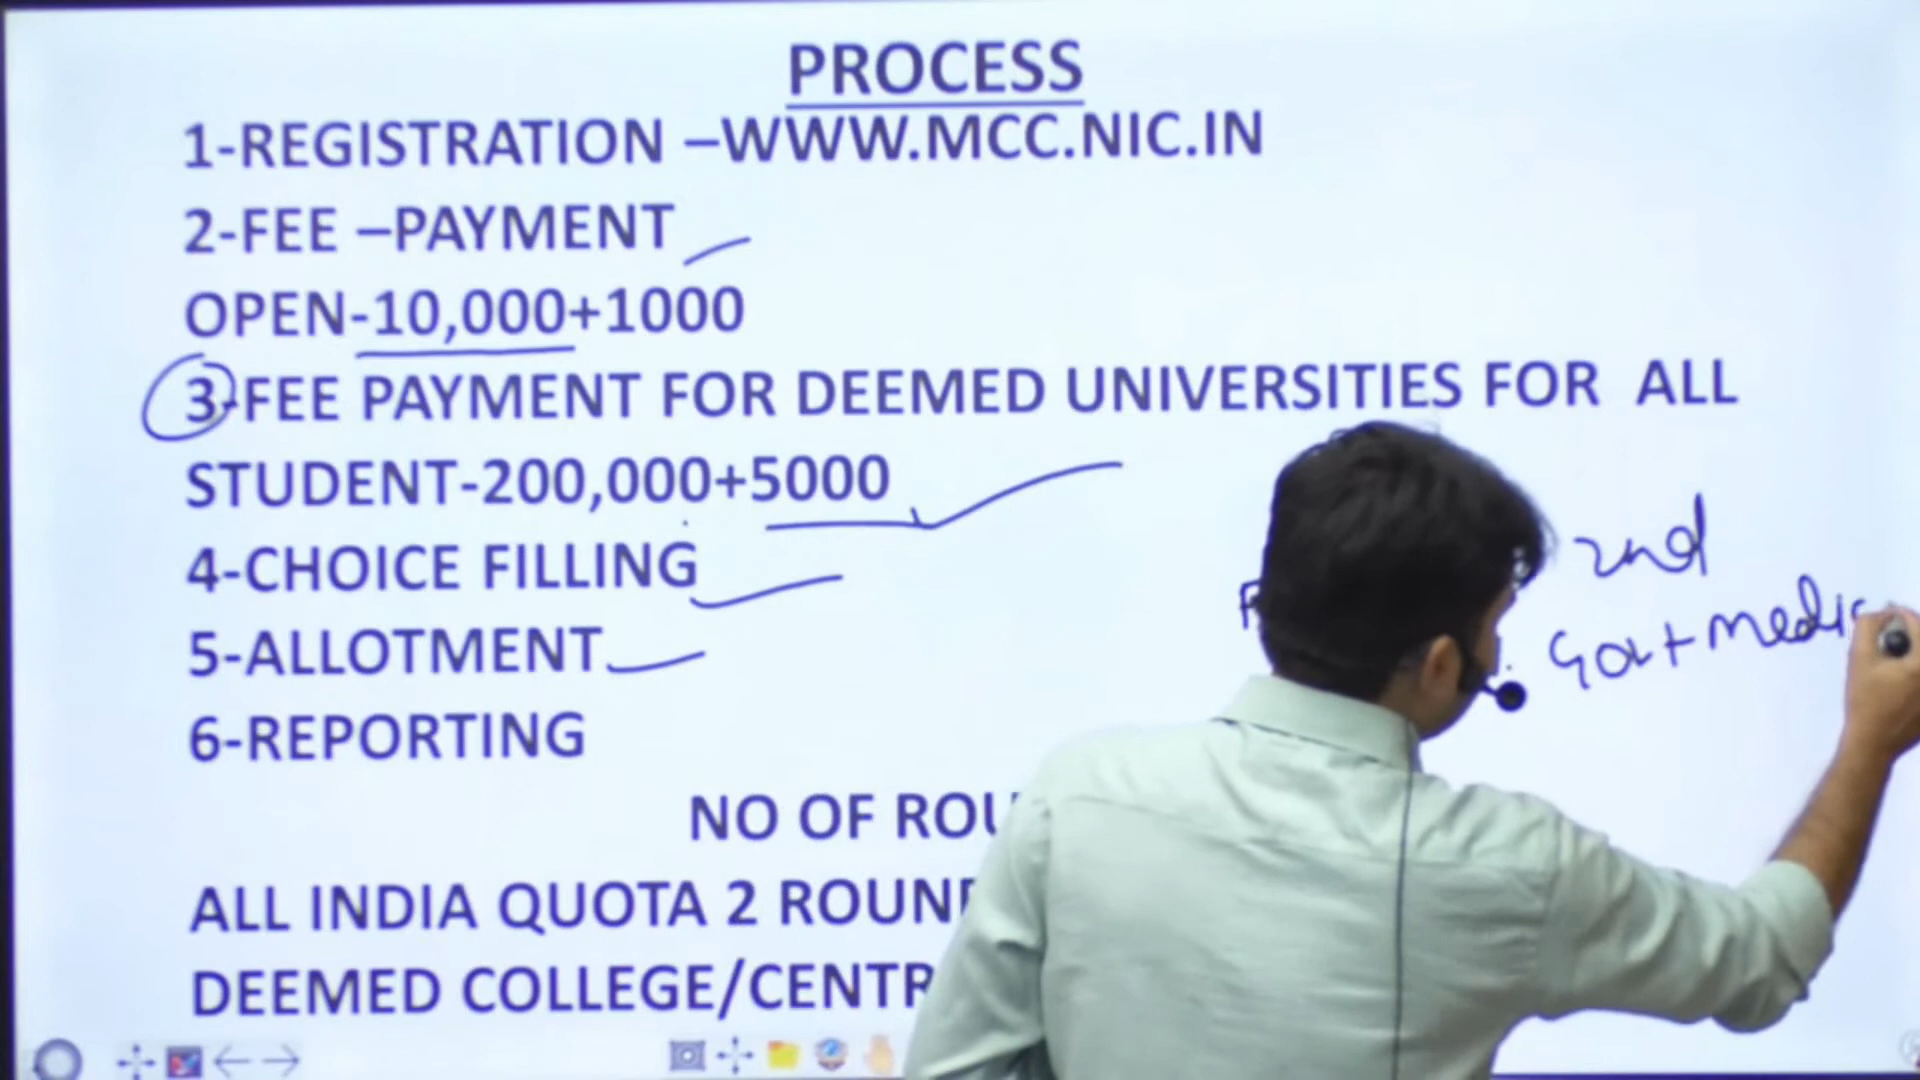 PROCESS
1-REGISTRATION –WWW.MCC.NIC.IN
2-FEE –PAYMENT
OPEN-10,000+1000
3-FEE PAYMENT FOR DEEMED UNIVERSITIES FOR ALL
STUDENT-200,000+5000
4-CHOICE FILLING
2nd
5-ALLOTMENT
Govt medic
6-REPORTING
NO OF ROU
ALL INDIA QUOTA 2 ROUN
DEEMED COLLEGE/CENTR